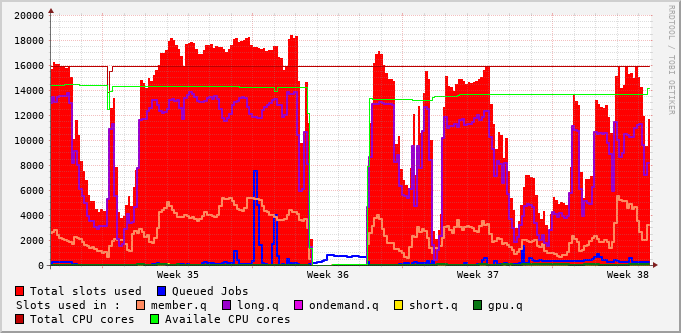 20000
18000
16000
14000
12000
10000
8000
6000
4000
2000
0
Week 35 Week 36 Week 37 Week 38
Total slots used Queued Jobs
Slots used in : member.q long.q ondemand.q short.q gpu.q
Total CPU cores Availale CPU cores
RRDTOOL / TOBI OETIKER